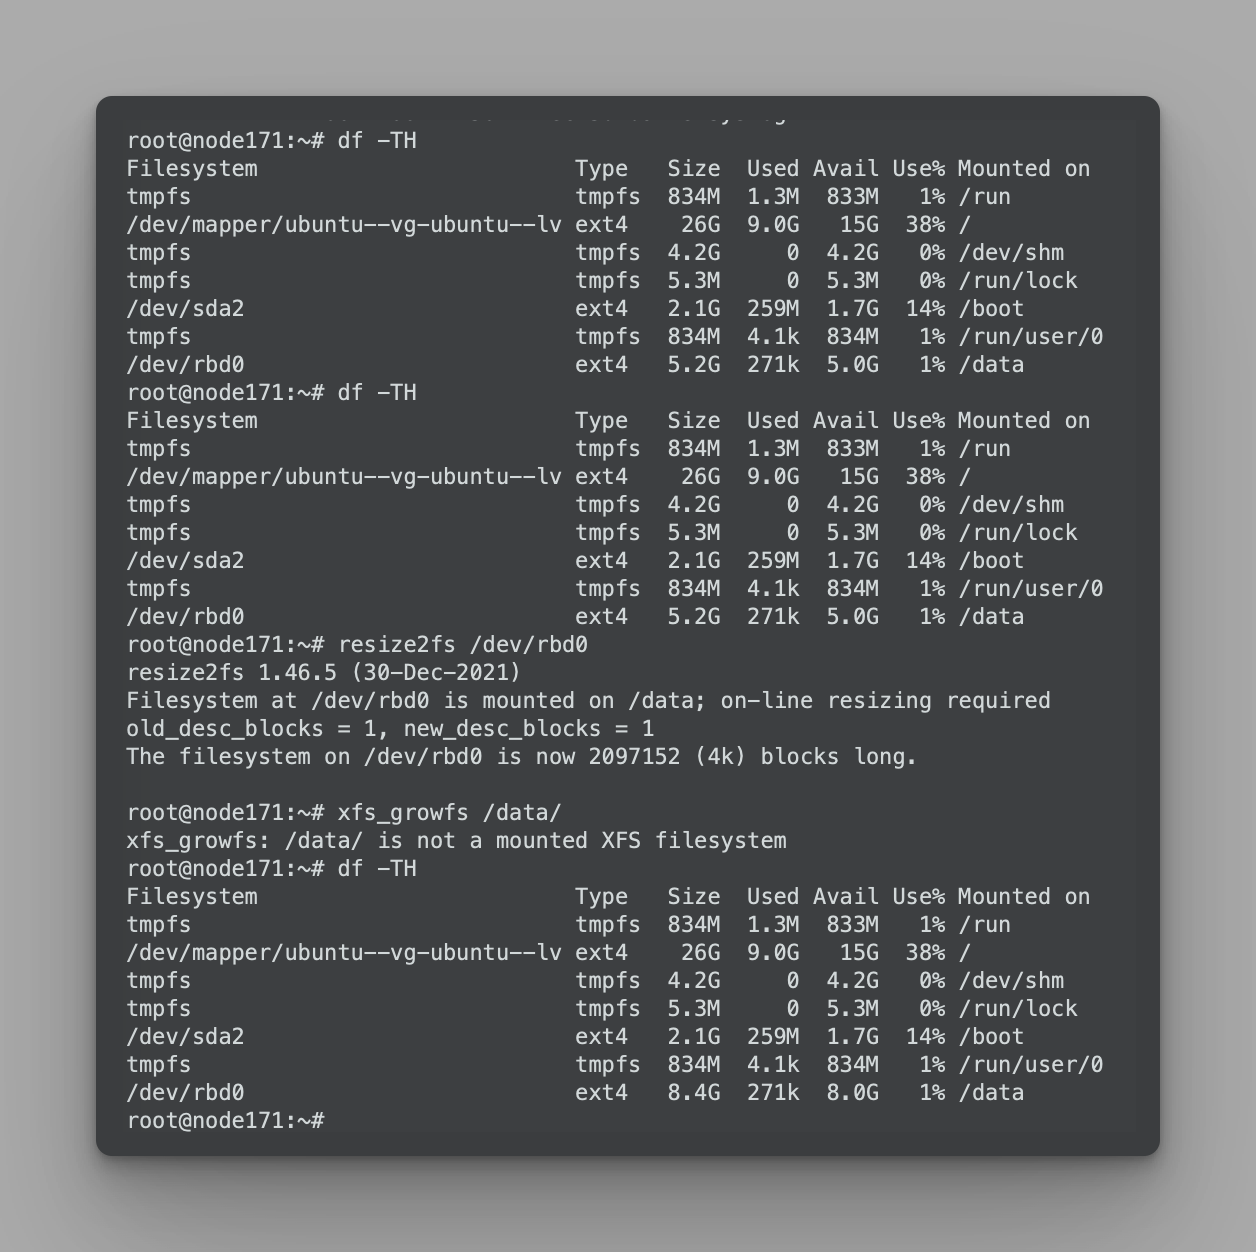 root@node171:~# df -TH
Filesystem                        Type   Size  Used Avail Use% Mounted on
tmpfs                             tmpfs  834M  1.3M  833M   1% /run
/dev/mapper/ubuntu--vg-ubuntu--lv ext4    26G  9.0G   15G  38% /
tmpfs                             tmpfs  4.2G     0  4.2G   0% /dev/shm
tmpfs                             tmpfs  5.3M     0  5.3M   0% /run/lock
/dev/sda2                         ext4   2.1G  259M  1.7G  14% /boot
tmpfs                             tmpfs  834M  4.1k  834M   1% /run/user/0
/dev/rbd0                         ext4   5.2G  271k  5.0G   1% /data
root@node171:~# df -TH
Filesystem                        Type   Size  Used Avail Use% Mounted on
tmpfs                             tmpfs  834M  1.3M  833M   1% /run
/dev/mapper/ubuntu--vg-ubuntu--lv ext4    26G  9.0G   15G  38% /
tmpfs                             tmpfs  4.2G     0  4.2G   0% /dev/shm
tmpfs                             tmpfs  5.3M     0  5.3M   0% /run/lock
/dev/sda2                         ext4   2.1G  259M  1.7G  14% /boot
tmpfs                             tmpfs  834M  4.1k  834M   1% /run/user/0
/dev/rbd0                         ext4   5.2G  271k  5.0G   1% /data
root@node171:~# resize2fs /dev/rbd0
resize2fs 1.46.5 (30-Dec-2021)
Filesystem at /dev/rbd0 is mounted on /data; on-line resizing required
old_desc_blocks = 1, new_desc_blocks = 1
The filesystem on /dev/rbd0 is now 2097152 (4k) blocks long.

root@node171:~# xfs_growfs /data/
xfs_growfs: /data/ is not a mounted XFS filesystem
root@node171:~# df -TH
Filesystem                        Type   Size  Used Avail Use% Mounted on
tmpfs                             tmpfs  834M  1.3M  833M   1% /run
/dev/mapper/ubuntu--vg-ubuntu--lv ext4    26G  9.0G   15G  38% /
tmpfs                             tmpfs  4.2G     0  4.2G   0% /dev/shm
tmpfs                             tmpfs  5.3M     0  5.3M   0% /run/lock
/dev/sda2                         ext4   2.1G  259M  1.7G  14% /boot
tmpfs                             tmpfs  834M  4.1k  834M   1% /run/user/0
/dev/rbd0                         ext4   8.4G  271k  8.0G   1% /data
root@node171:~#